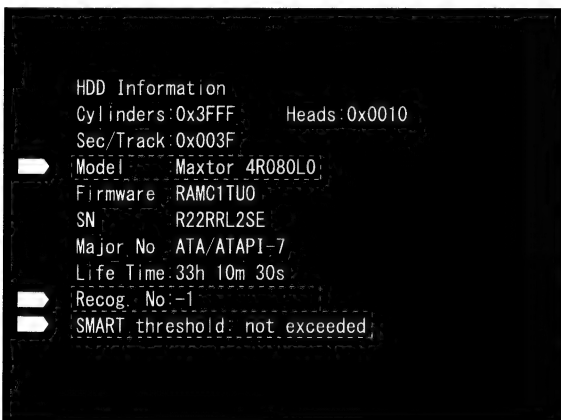 HDD Information
Cylinders:0x3FFF Heads:0x0010
Sec/Track:0x003F
Model Maxtor 4R080L0
Firmware RAMC1TU0
SN R22RRL2SE
Major No ATA/ATAPI-7
Life Time:33h 10m 30s
Recog. No:-1
SMART threshold: not exceeded